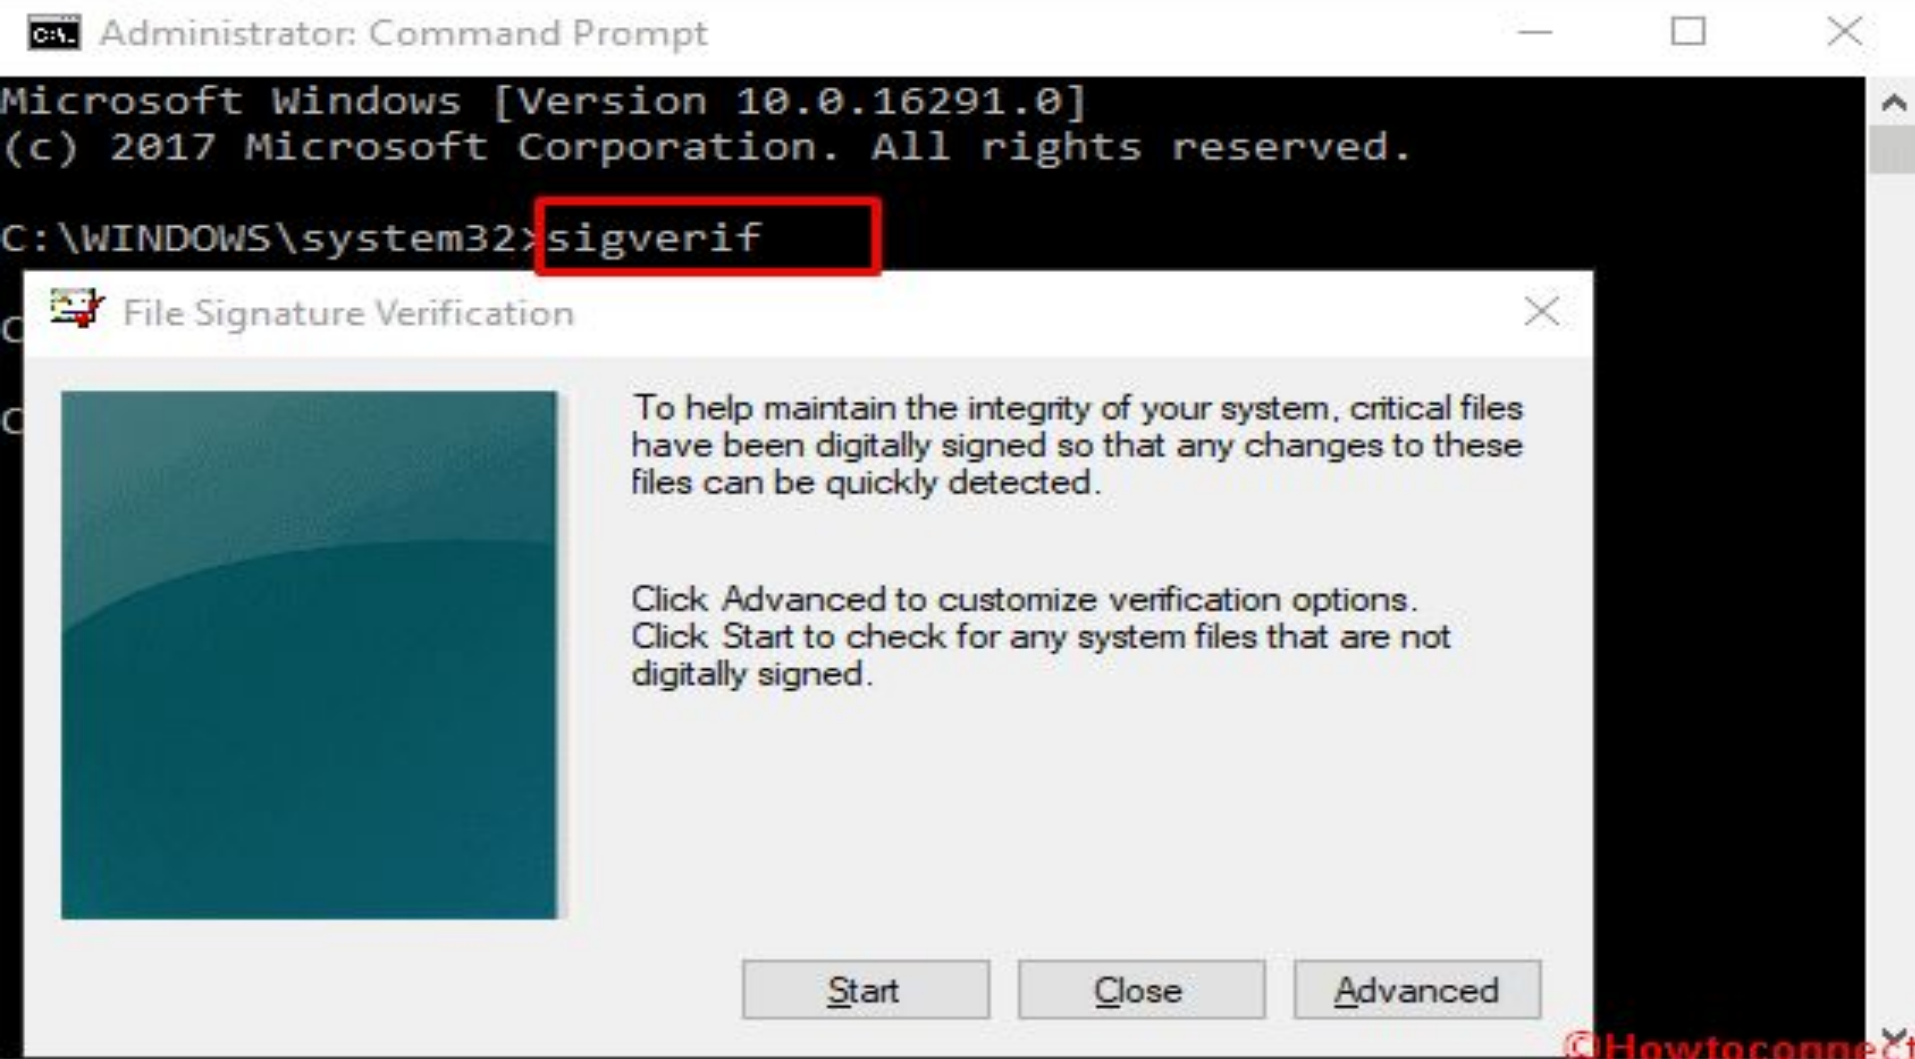 Administrator: Command Prompt
Microsoft Windows [Version 10.0.16291.0]
(c) 2017 Microsoft Corporation. All rights reserved.
C:\WINDOWS\system32>sigverif
File Signature Verification
C
C
To help maintain the integrity of your system, critical files
have been digitally signed so that any changes to these
files can be quickly detected.
Click Advanced to customize verification options.
Click Start to check for any system files that are not
digitally signed.
Start Close Advanced
©Howtoconnect